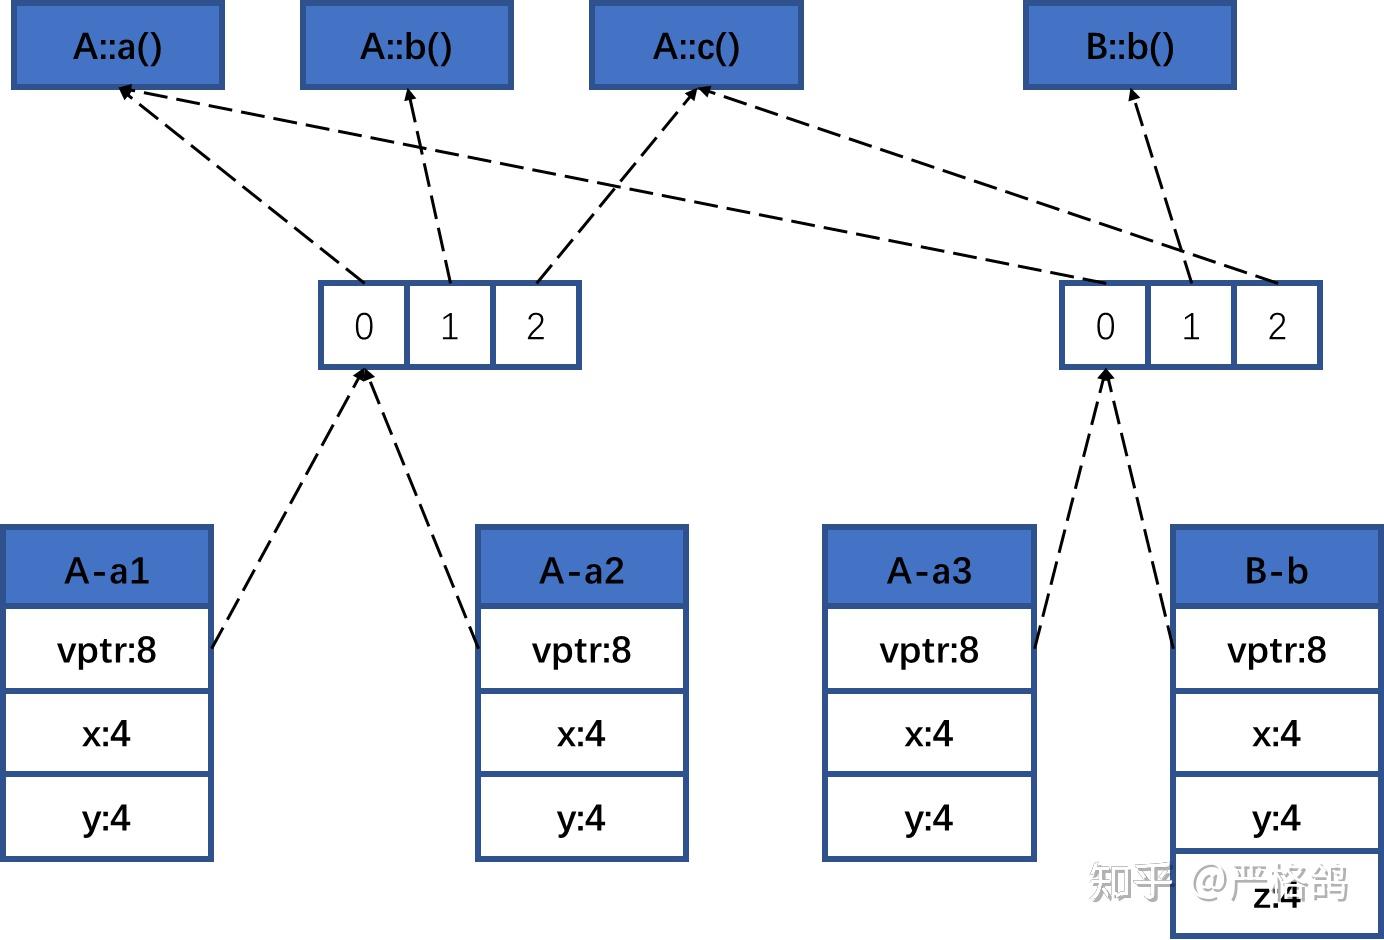 A::a() A::b() A::c() B::b()
0 1 2 0 1 2
A-a1 A-a2 A-a3 B-b
vptr:8 vptr:8 vptr:8 vptr:8
x:4 x:4 x:4 x:4
y:4 y:4 y:4 y:4
z:4
知乎 @严格鸽